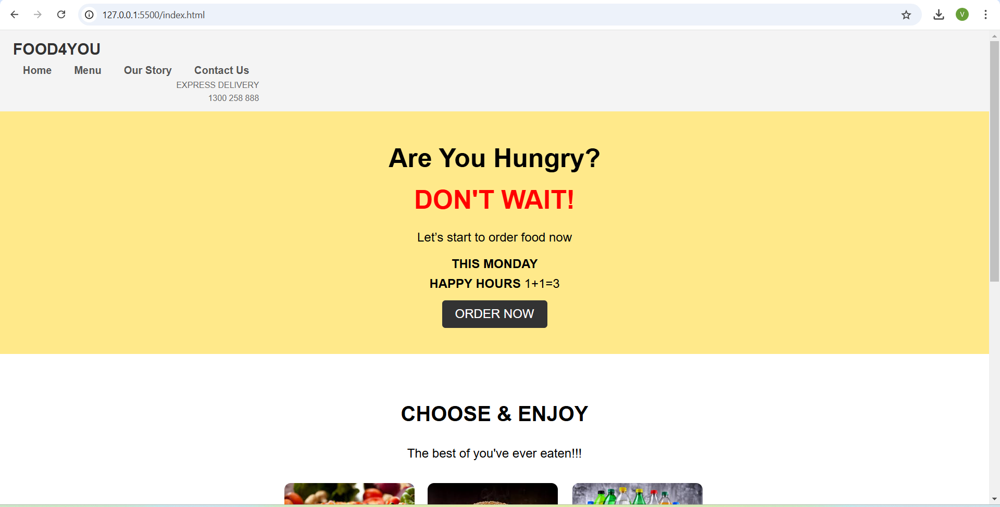 127.0.0.1:5500/index.html
V
FOOD4YOU
Home Menu Our Story Contact Us
EXPRESS DELIVERY
1300 258 888
Are You Hungry?
DON'T WAIT!
Let’s start to order food now
THIS MONDAY
HAPPY HOURS 1+1=3
ORDER NOW
CHOOSE & ENJOY
The best of you've ever eaten!!!